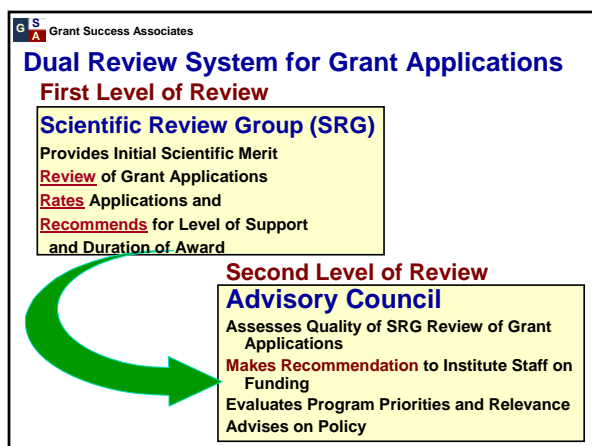 G S A Grant Success Associates
Dual Review System for Grant Applications
First Level of Review
Scientific Review Group (SRG)
Provides Initial Scientific Merit
Review of Grant Applications
Rates Applications and
Recommends for Level of Support
and Duration of Award
Second Level of Review
Advisory Council
Assesses Quality of SRG Review of Grant
Applications
Makes Recommendation to Institute Staff on
Funding
Evaluates Program Priorities and Relevance
Advises on Policy